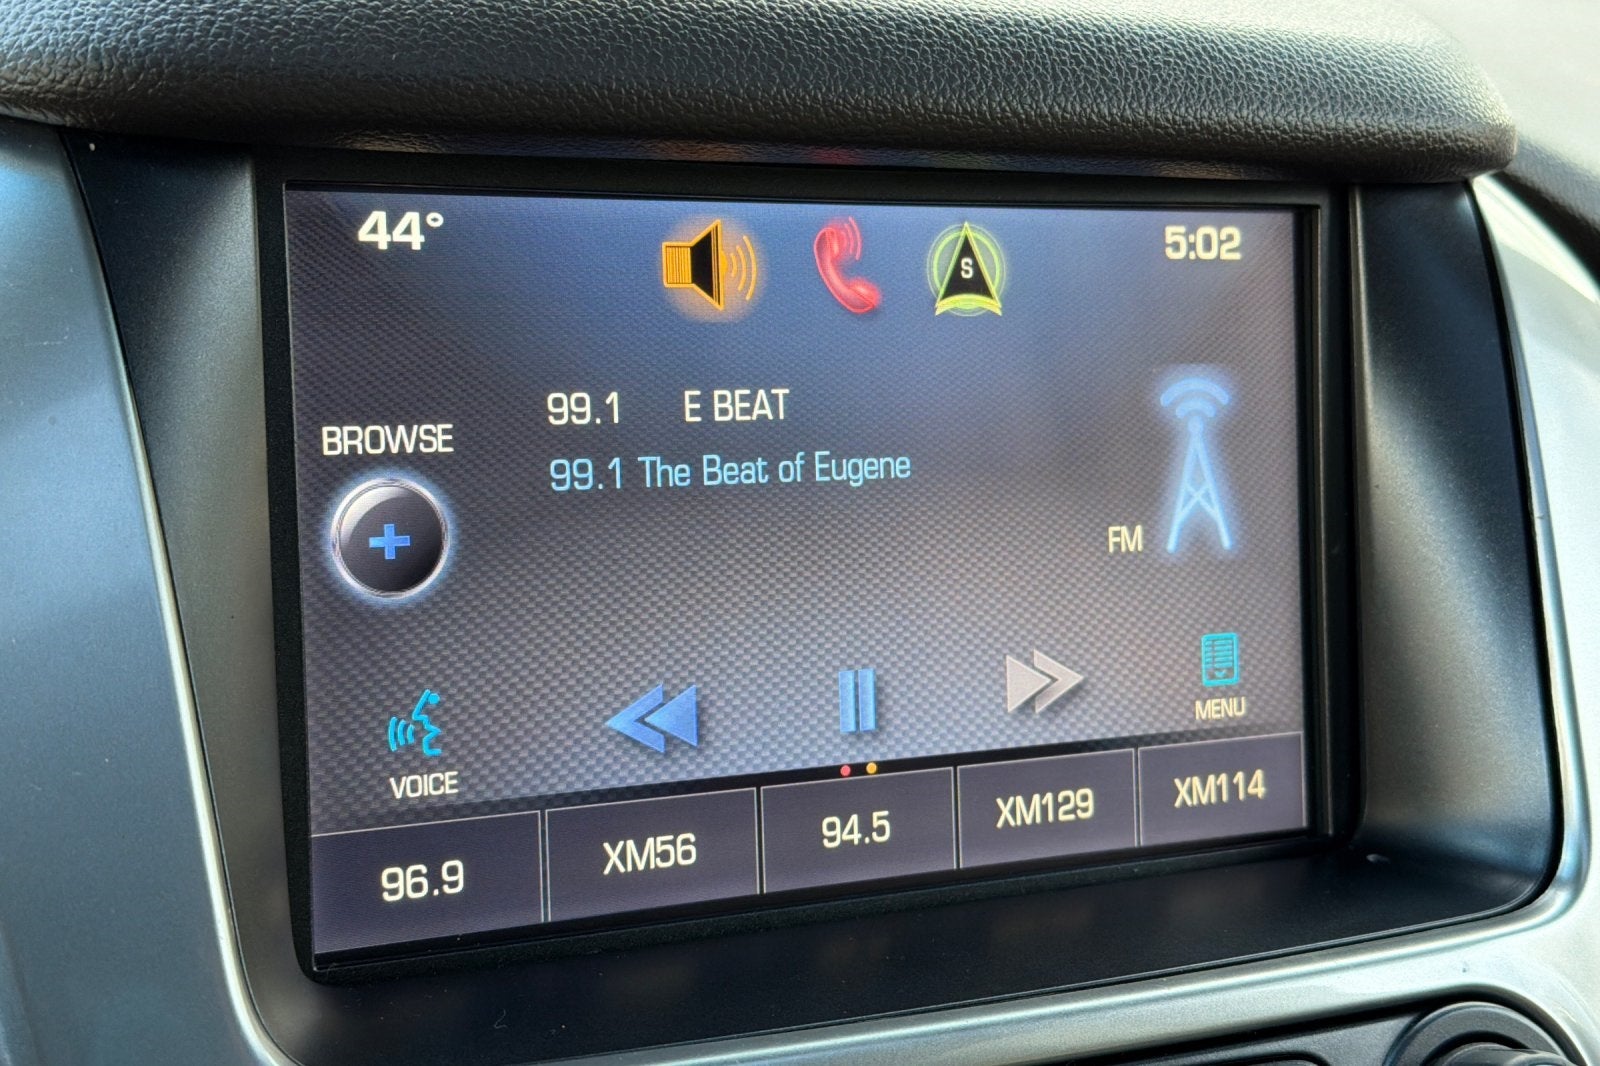 44°
S
5:02
99.1 E BEAT
99.1 The Beat of Eugene
BROWSE
FM
VOICE
MENU
96.9
XM56
94.5
XM129
XM114